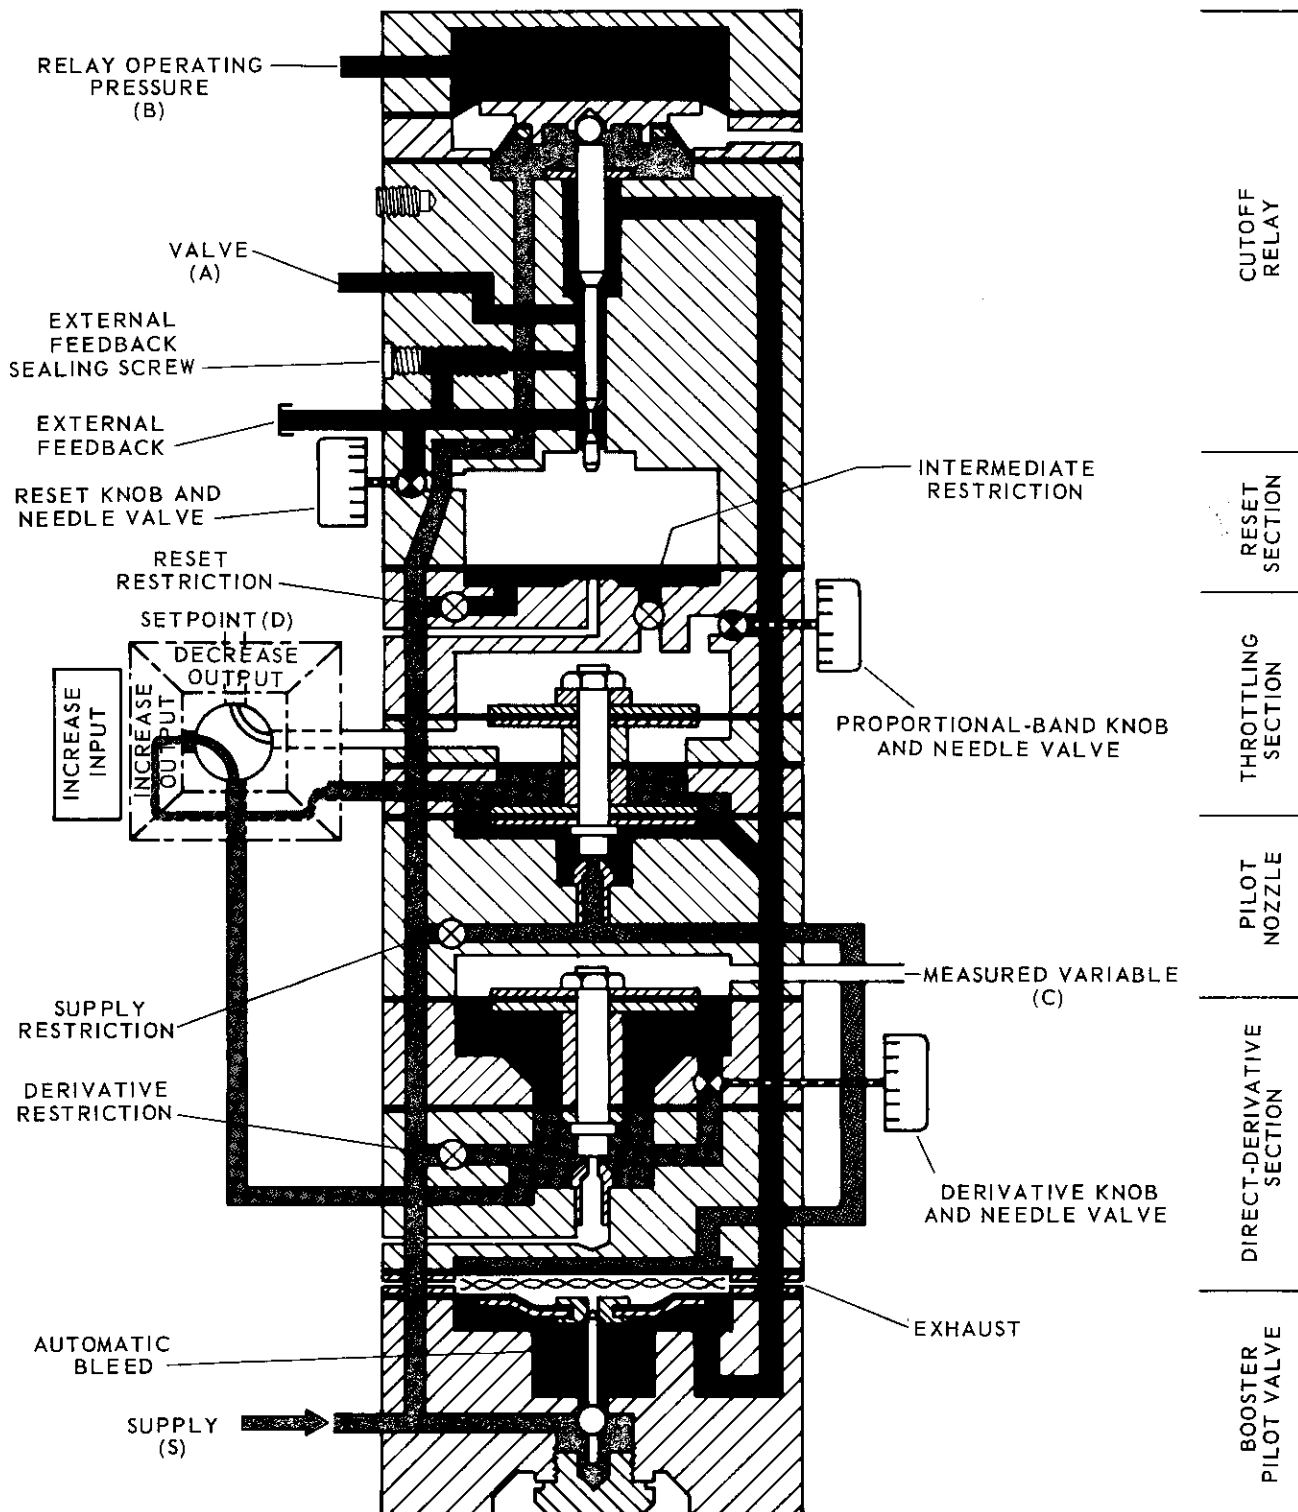 RELAY OPERATING
PRESSURE
(B)
VALVE
(A)
EXTERNAL
FEEDBACK
SEALING SCREW
EXTERNAL
FEEDBACK
RESET KNOB AND
NEEDLE VALVE
RESET
RESTRICTION
SETPOINT (D)
DECREASE
OUTPUT
INCREASE
OUTPUT
INCREASE
INPUT
SUPPLY
RESTRICTION
DERIVATIVE
RESTRICTION
AUTOMATIC
BLEED
SUPPLY
(S)
INTERMEDIATE
RESTRICTION
PROPORTIONAL-BAND KNOB
AND NEEDLE VALVE
MEASURED VARIABLE
(C)
DERIVATIVE KNOB
AND NEEDLE VALVE
EXHAUST
CUTOFF
RELAY
RESET
SECTION
THROTTLING
SECTION
PILOT
NOZZLE
DIRECT-DERIVATIVE
SECTION
BOOSTER
PILOT VALVE